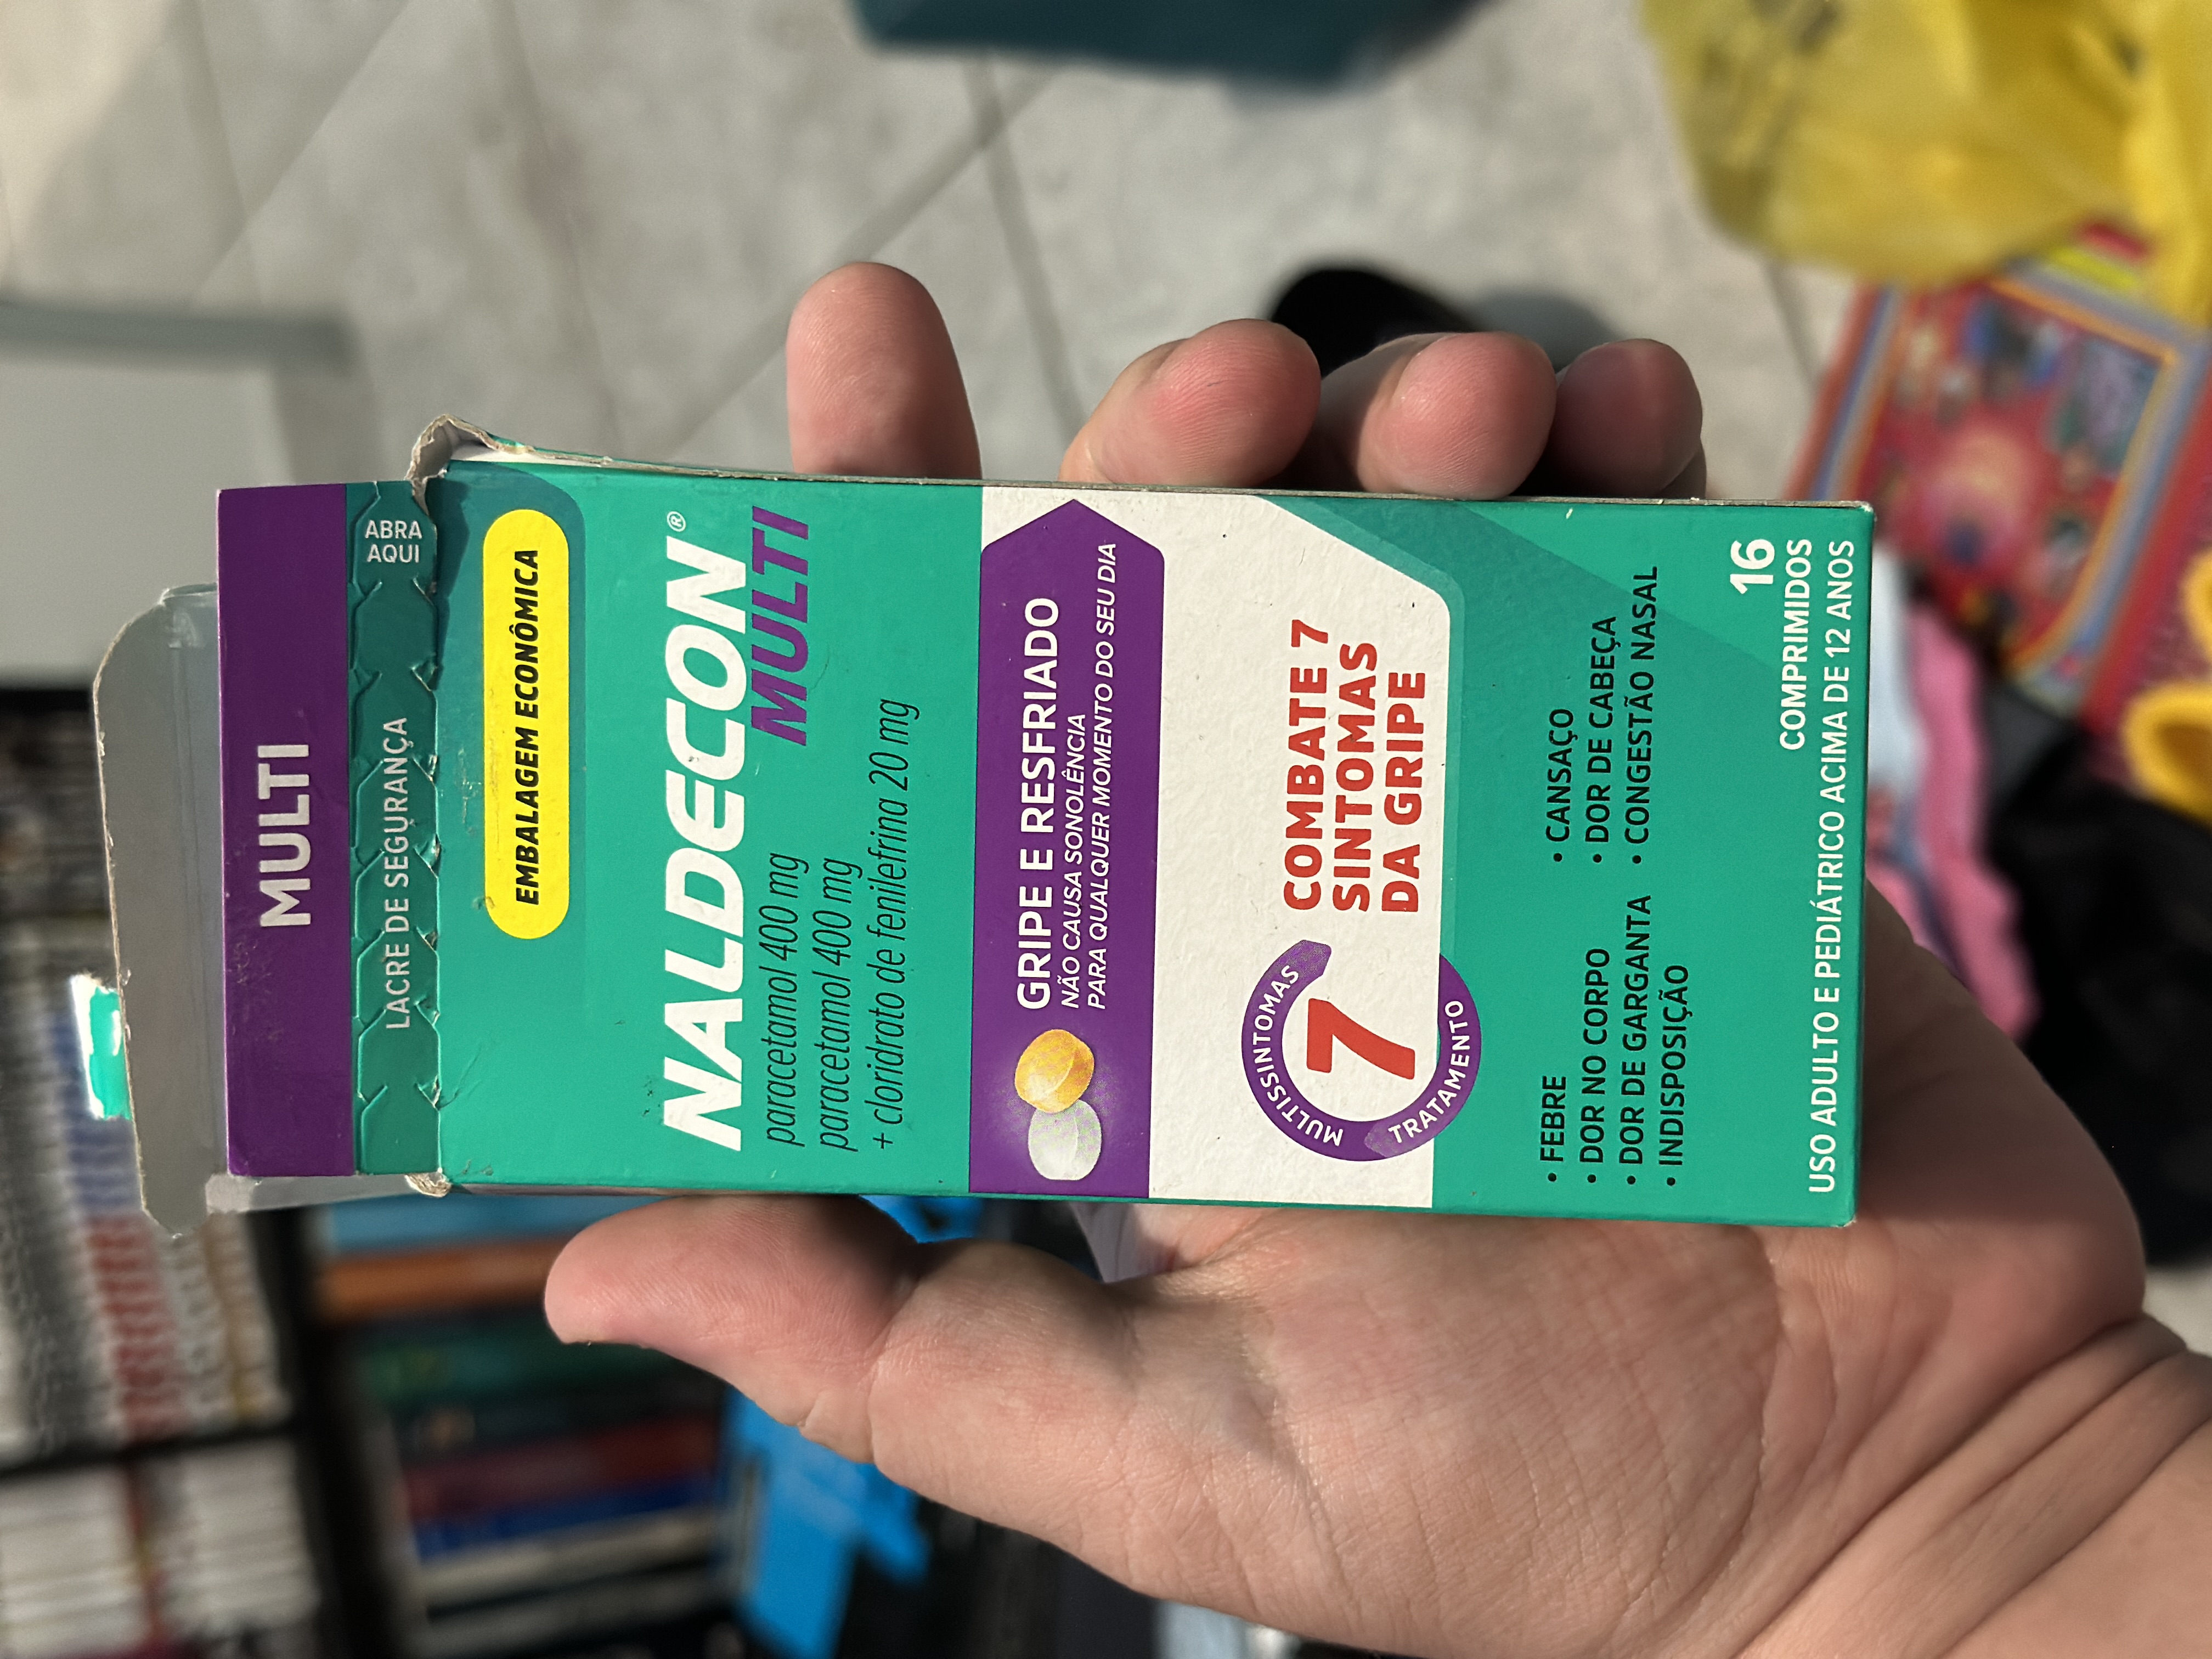 MULTI
LACRE DE SEGURANÇA
ABRA
AQUI
EMBALAGEM ECONÔMICA
NALDECON®
MULTI
paracetamol 400 mg
paracetamol 400 mg
+ cloridrato de fenilefrina 20 mg
GRIPE E RESFRIADO
NÃO CAUSA SONOLÊNCIA
PARA QUALQUER MOMENTO DO SEU DIA
MULTISSINTOMAS
7
TRATAMENTO
COMBATE 7
SINTOMAS
DA GRIPE
• FEBRE
• DOR NO CORPO
• DOR DE GARGANTA
• INDISPOSIÇÃO
• CANSAÇO
• DOR DE CABEÇA
• CONGESTÃO NASAL
16
COMPRIMIDOS
USO ADULTO E PEDIÁTRICO ACIMA DE 12 ANOS